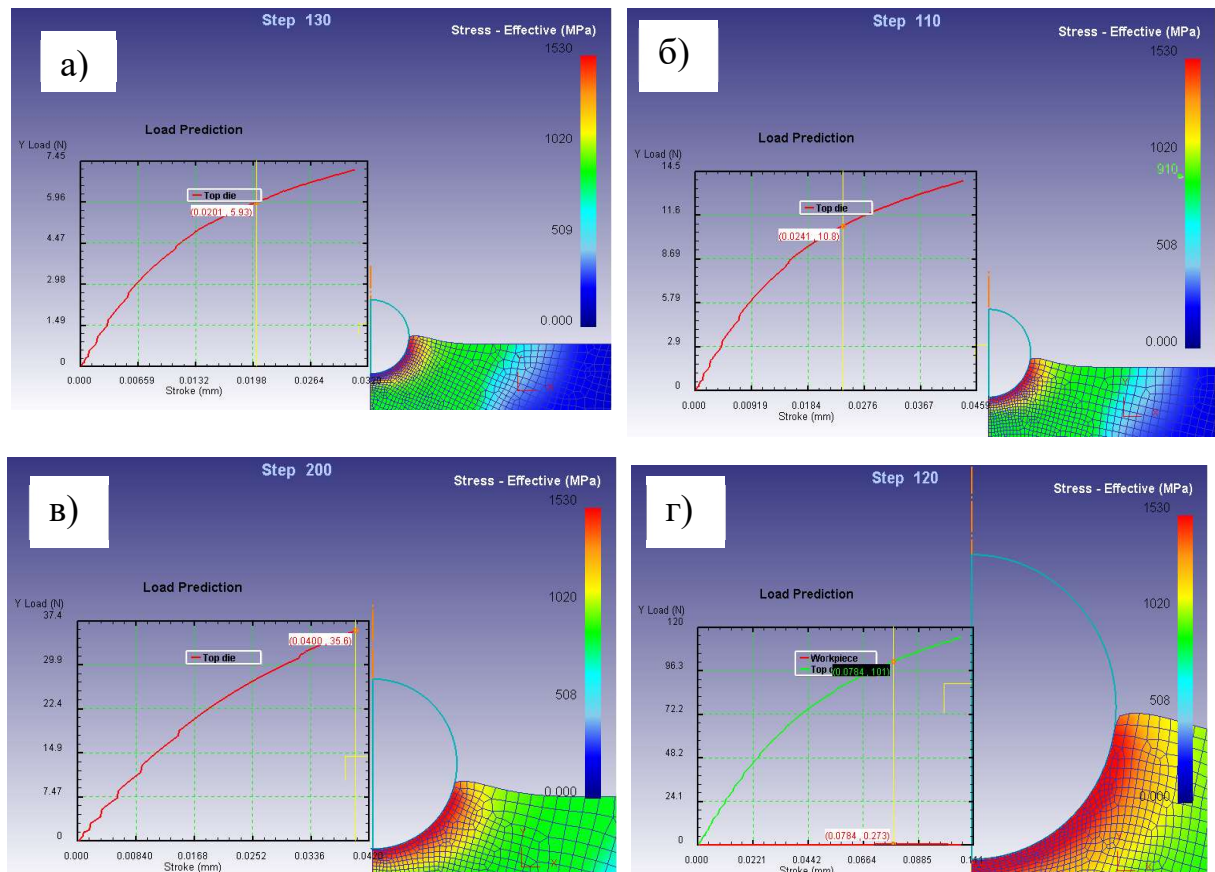 Step 130
Stress - Effective (MPa)
1530
а)
1020
Load Prediction
Y Load (N)
7.45
Top die
5.96
(0.0201 , 5.93)
4.47
509
2.98
1.49
0.000
0
0.000 0.00659 0.0132 0.0198 0.0264
Stroke (mm)
Step 110
Stress - Effective (MPa)
1530
б)
1020
Load Prediction
910
Y Load (N)
14.5
Top die
11.6
(0.0241 , 10.8)
8.69
508
5.79
2.9
0.000
0
0.000 0.00919 0.0184 0.0276 0.0367 0.0459
Stroke (mm)
Step 200
Stress - Effective (MPa)
1530
в)
1020
Load Prediction
Y Load (N)
37.4
(0.0400 , 35.6)
Top die
29.9
508
22.4
14.9
7.47
0.000
0
0.000 0.00840 0.0168 0.0252 0.0336 0.0420
Stroke (mm)
Step 120
Stress - Effective (MPa)
1530
г)
1020
Load Prediction
Y Load (N)
120
Workpiece
Top
96.3
(0.0784 , 101)
72.2
508
48.2
24.1
0.000
(0.0784 , 0.273)
0
0.000 0.0221 0.0442 0.0664 0.0885
Stroke (mm)